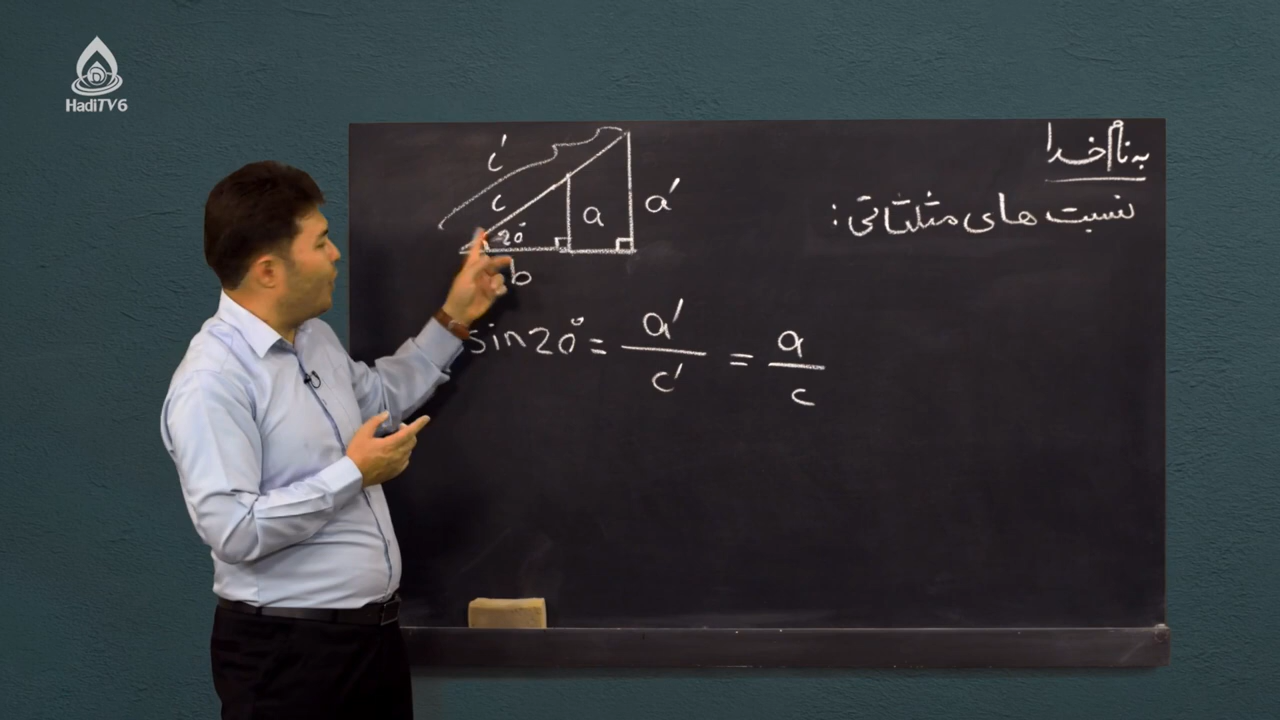 HadiTV6
به نام خدا
نسبت های مثلثاتی :
c'
c
20°
a
a'
b
sin20° = a'/c' = a/c